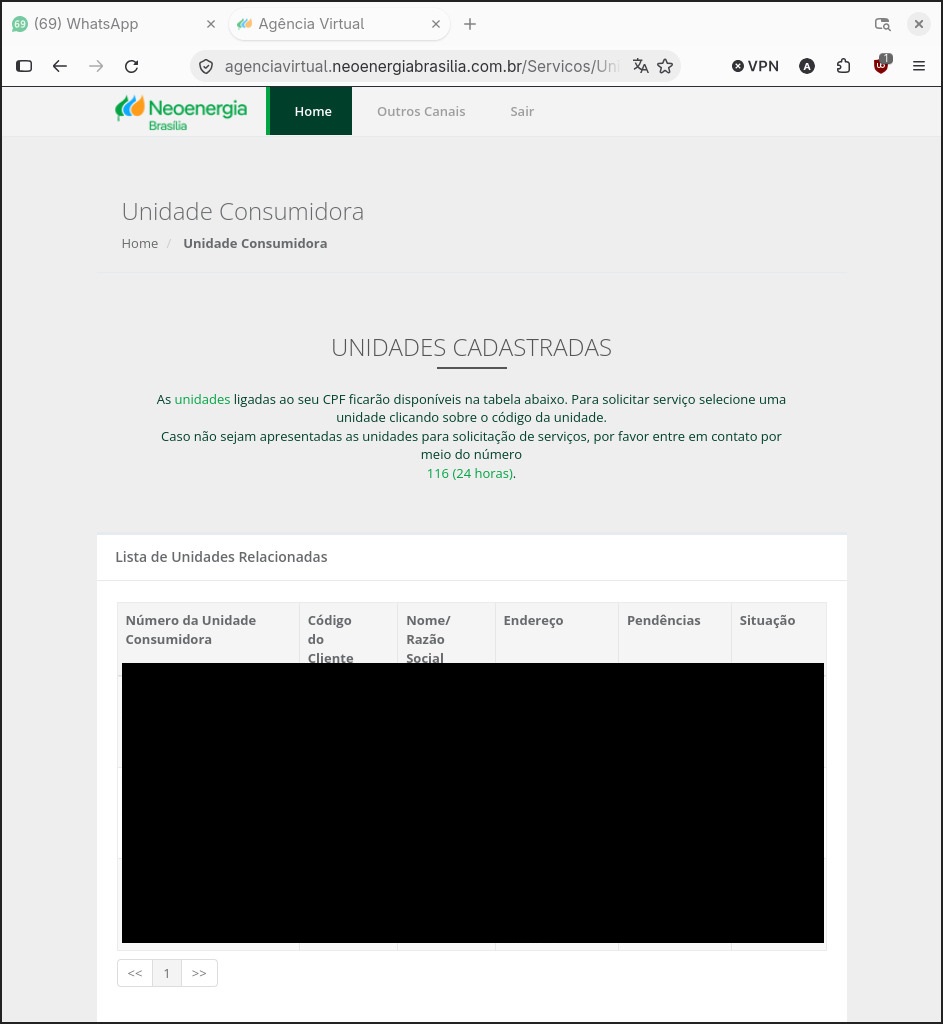 69 (69) WhatsApp
Agência Virtual
agenciavirtual.neoenergiabrasilia.com.br/Servicos/Uni
VPN
A
1
Neoenergia
Brasília
Home
Outros Canais
Sair
Unidade Consumidora
Home / Unidade Consumidora
UNIDADES CADASTRADAS
As unidades ligadas ao seu CPF ficarão disponíveis na tabela abaixo. Para solicitar serviço selecione uma
unidade clicando sobre o código da unidade.
Caso não sejam apresentadas as unidades para solicitação de serviços, por favor entre em contato por
meio do número
116 (24 horas).
Lista de Unidades Relacionadas
Número da Unidade
Consumidora
Código
do
Cliente
Nome/
Razão
Social
Endereço
Pendências
Situação
<< 1 >>